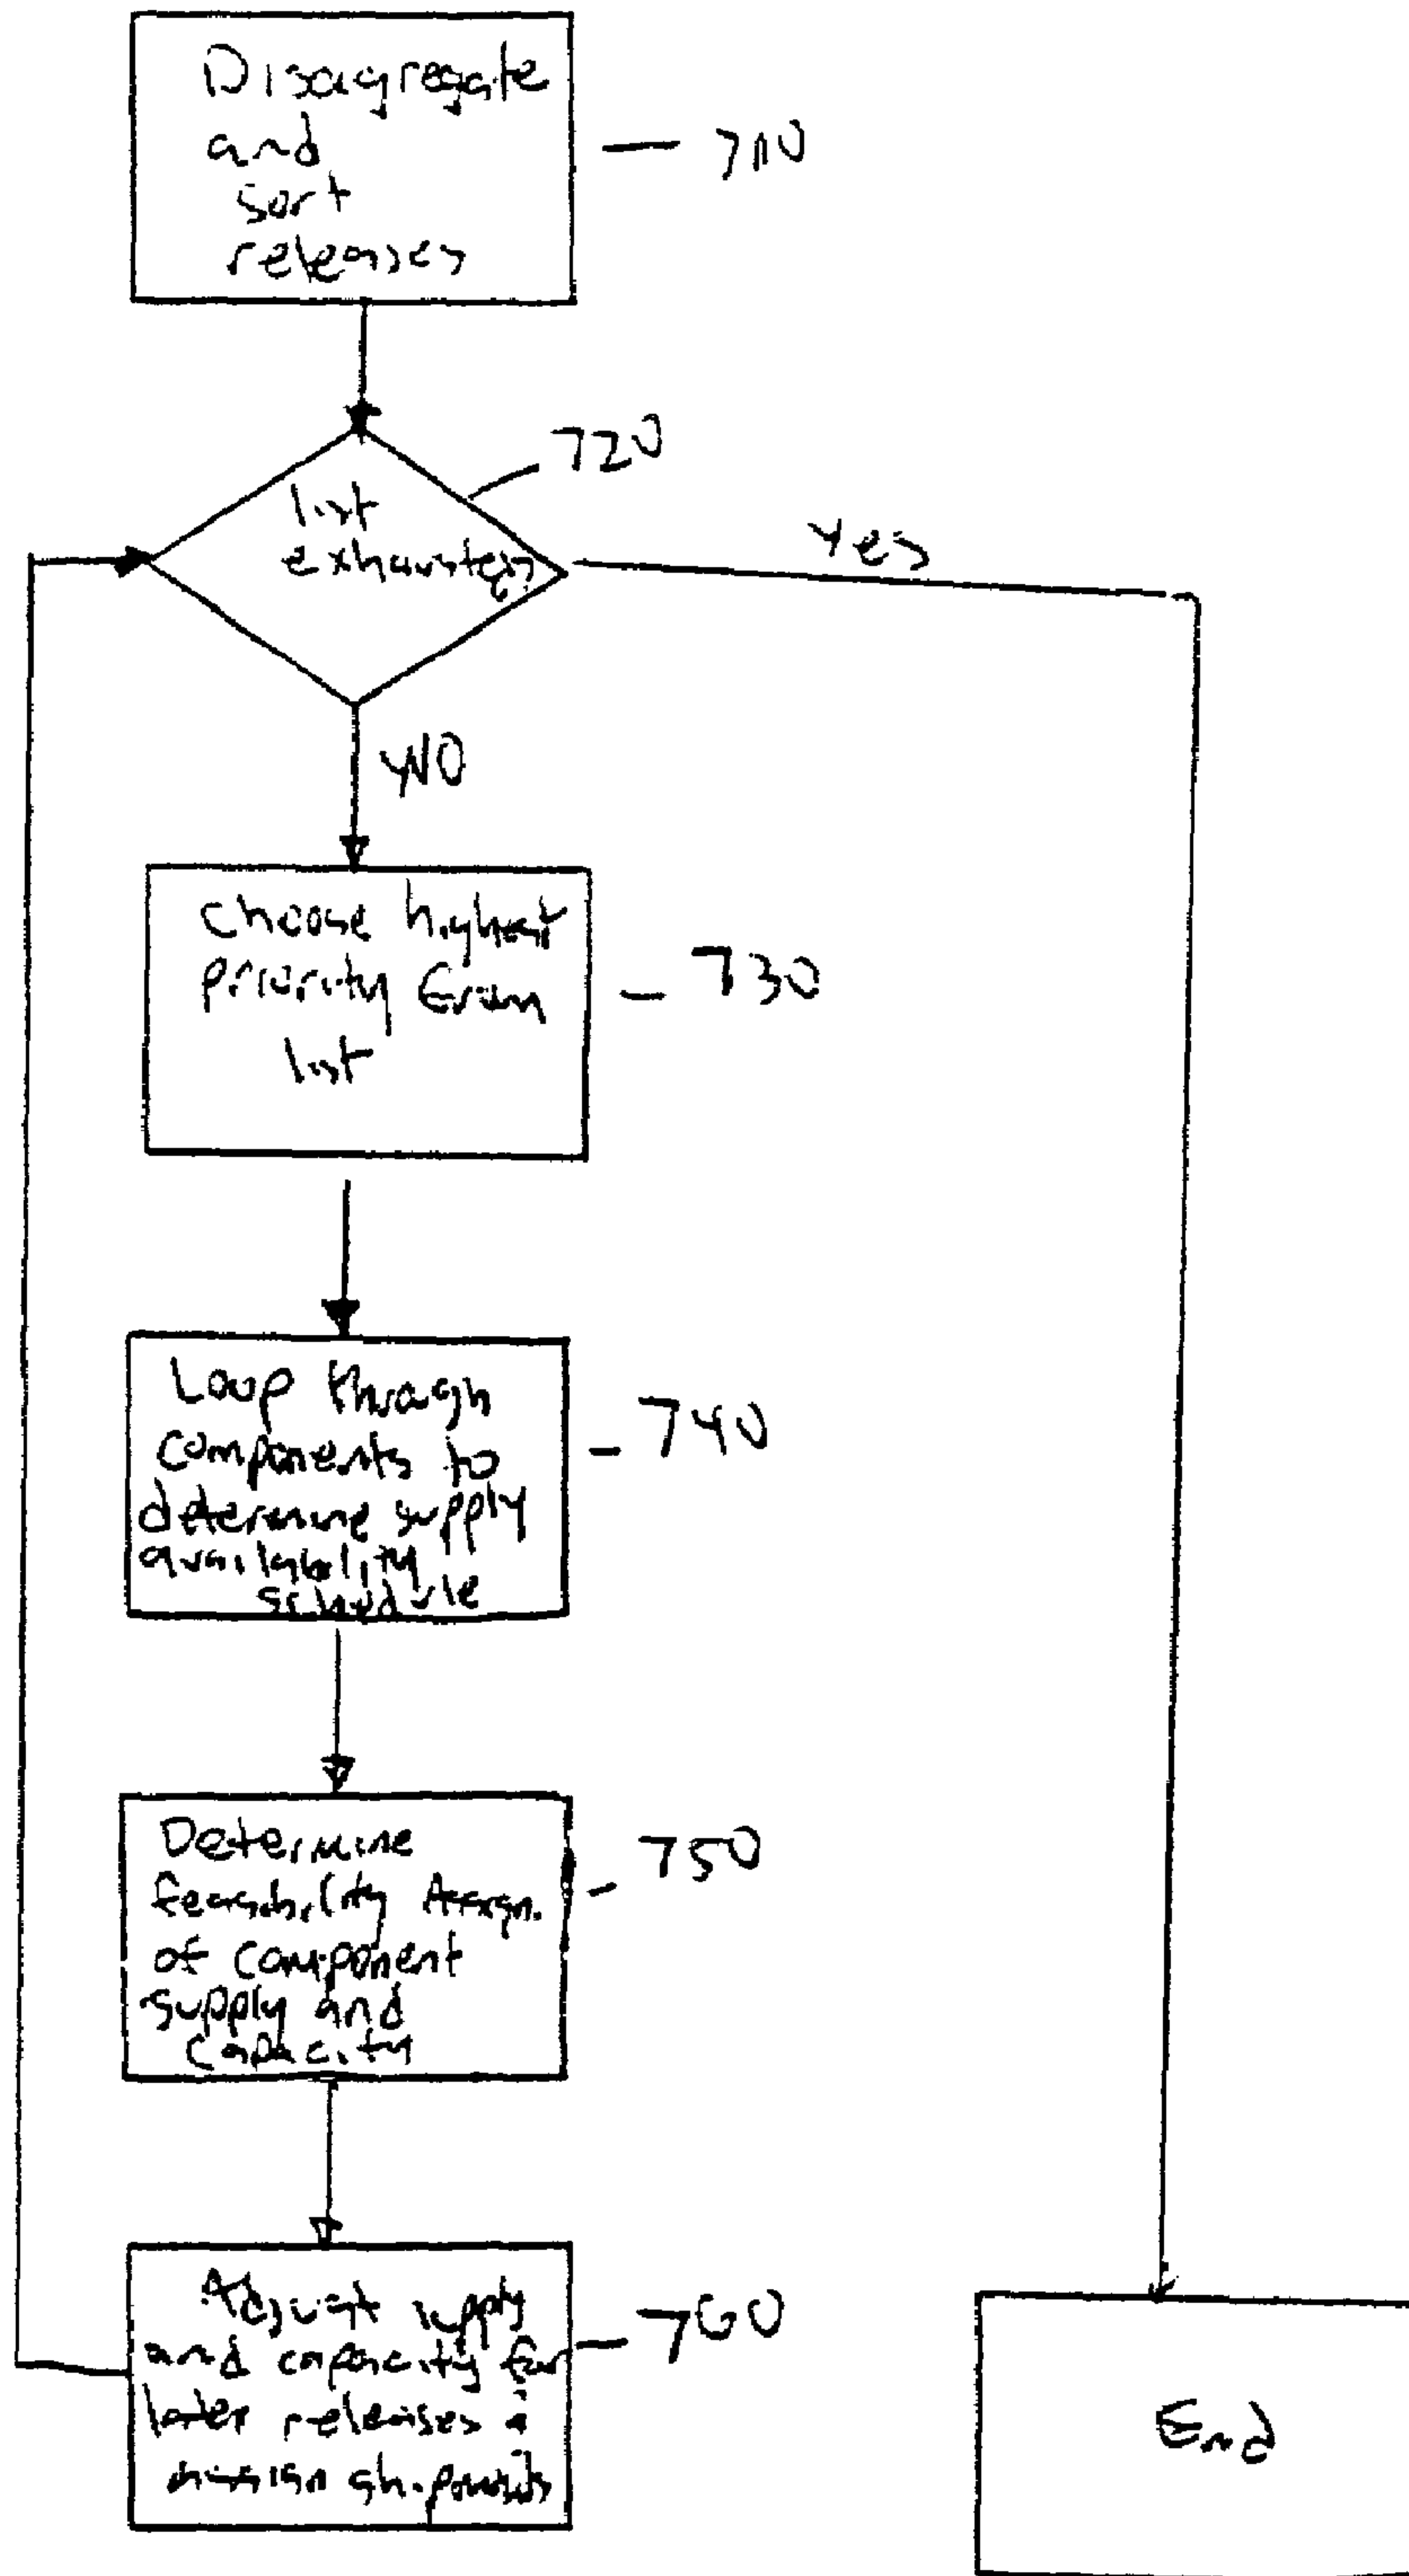 Disaggregate
and
sort
releases
710
720
list
exhausted?
Yes
NO
choose highest
priority from
list
730
Loop through
components to
determine supply
availability
schedule
740
Determine
feasibility Assign.
of component
supply and
capacity
750
Adjust supply
and capacity for
later releases &
assign shipments
760
End